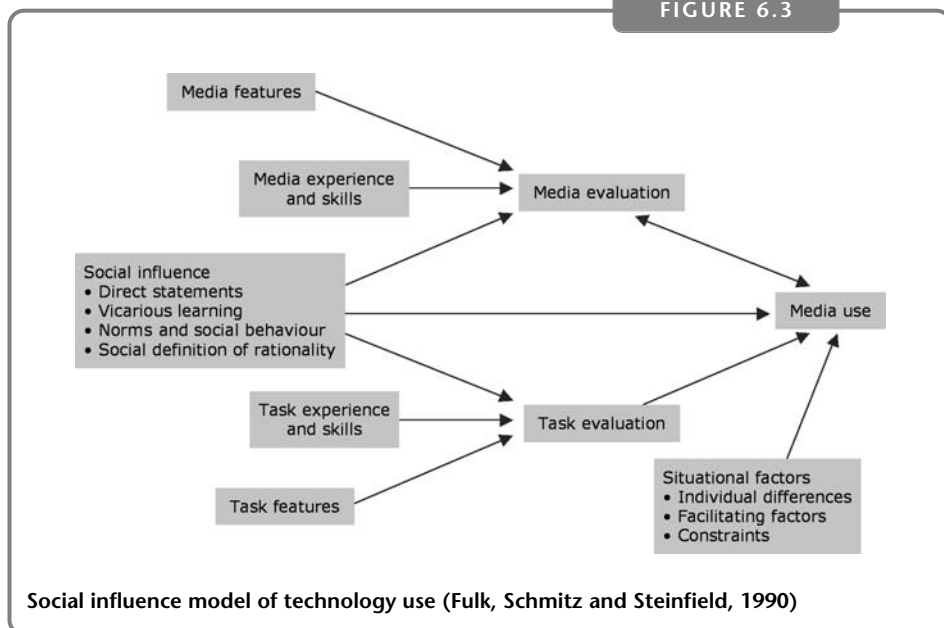 FIGURE 6.3
Media features
Media experience
and skills
Media evaluation
Social influence
• Direct statements
• Vicarious learning
• Norms and social behaviour
• Social definition of rationality
Media use
Task experience
and skills
Task evaluation
Task features
Situational factors
• Individual differences
• Facilitating factors
• Constraints
Social influence model of technology use (Fulk, Schmitz and Steinfield, 1990)